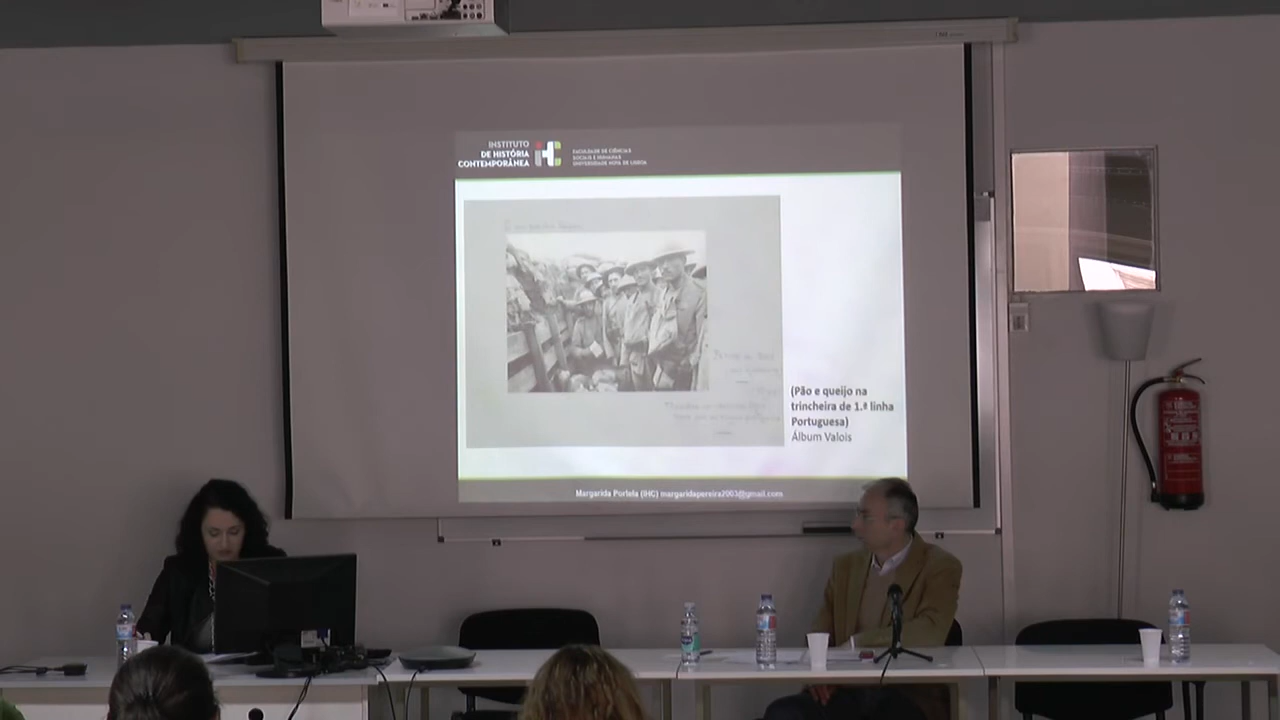 INSTITUTO
DE HISTÓRIA
CONTEMPORÂNEA
FACULDADE DE CIÊNCIAS
SOCIAIS E HUMANAS
UNIVERSIDADE NOVA DE LISBOA
(Pão e queijo na
trincheira de 1.ª linha
Portuguesa)
Álbum Valois
Margarida Portela (IHC) margaridapereira2003@gmail.com